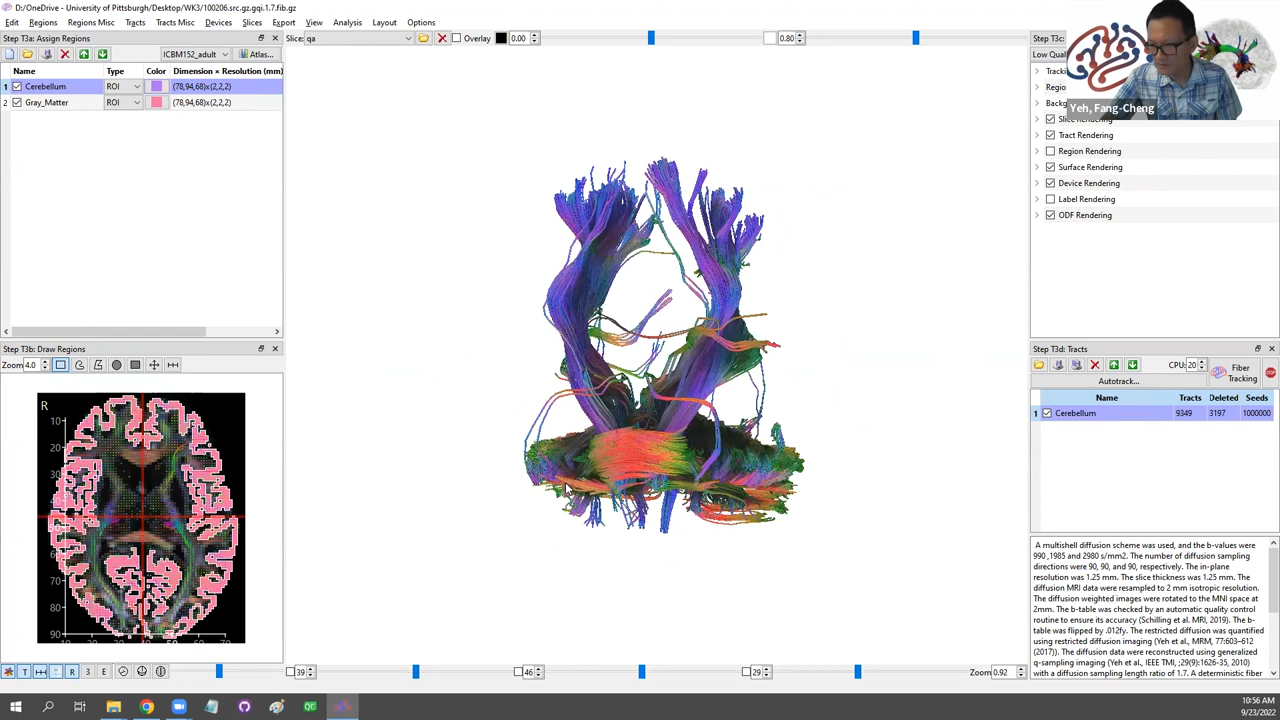 D:/OneDrive - University of Pittsburgh/Desktop/WK3/100206.src.gz.gqi.1.7.fib.gz
Edit Regions Regions Misc Tracts Tracts Misc Devices Slices Export View Analysis Layout Options
Step T3a: Assign Regions
ICBM152_adult Atlas...
Name Type Color Dimension × Resolution (mm)
1 Cerebellum ROI (78,94,68)x(2,2,2)
2 Gray_Matter ROI (78,94,68)x(2,2,2)
Step T3b: Draw Regions
Zoom 4.0
R
10
20
30
70
80
90
T R 3 E
Slice: qa Overlay 0.00 0.80
39 46 29 Zoom 0.92
Step T3c:
Yeh, Fang-Cheng
Slice Rendering
Tract Rendering
Region Rendering
Surface Rendering
Device Rendering
Label Rendering
ODF Rendering
Step T3d: Tracts
CPU: 20 Fiber Tracking
Autotrack...
Name Tracts Deleted Seeds
1 Cerebellum 9349 3197 1000000
A multishell diffusion scheme was used, and the b-values were
990 ,1985 and 2980 s/mm2. The number of diffusion sampling
directions were 90, 90, and 90, respectively. The in-plane
resolution was 1.25 mm. The slice thickness was 1.25 mm. The
diffusion MRI data were resampled to 2 mm isotropic resolution.
The diffusion weighted images were rotated to the MNI space at
2mm. The b-table was checked by an automatic quality control
routine to ensure its accuracy (Schilling et al. MRI, 2019). The b-
table was flipped by .012fy. The restricted diffusion was quantified
using restricted diffusion imaging (Yeh et al., MRM, 77:603–612
(2017)). The diffusion data were reconstructed using generalized
q-sampling imaging (Yeh et al., IEEE TMI, ;29(9):1626-35, 2010)
with a diffusion sampling length ratio of 1.7. A deterministic fiber
QC
10:56 AM
9/23/2022